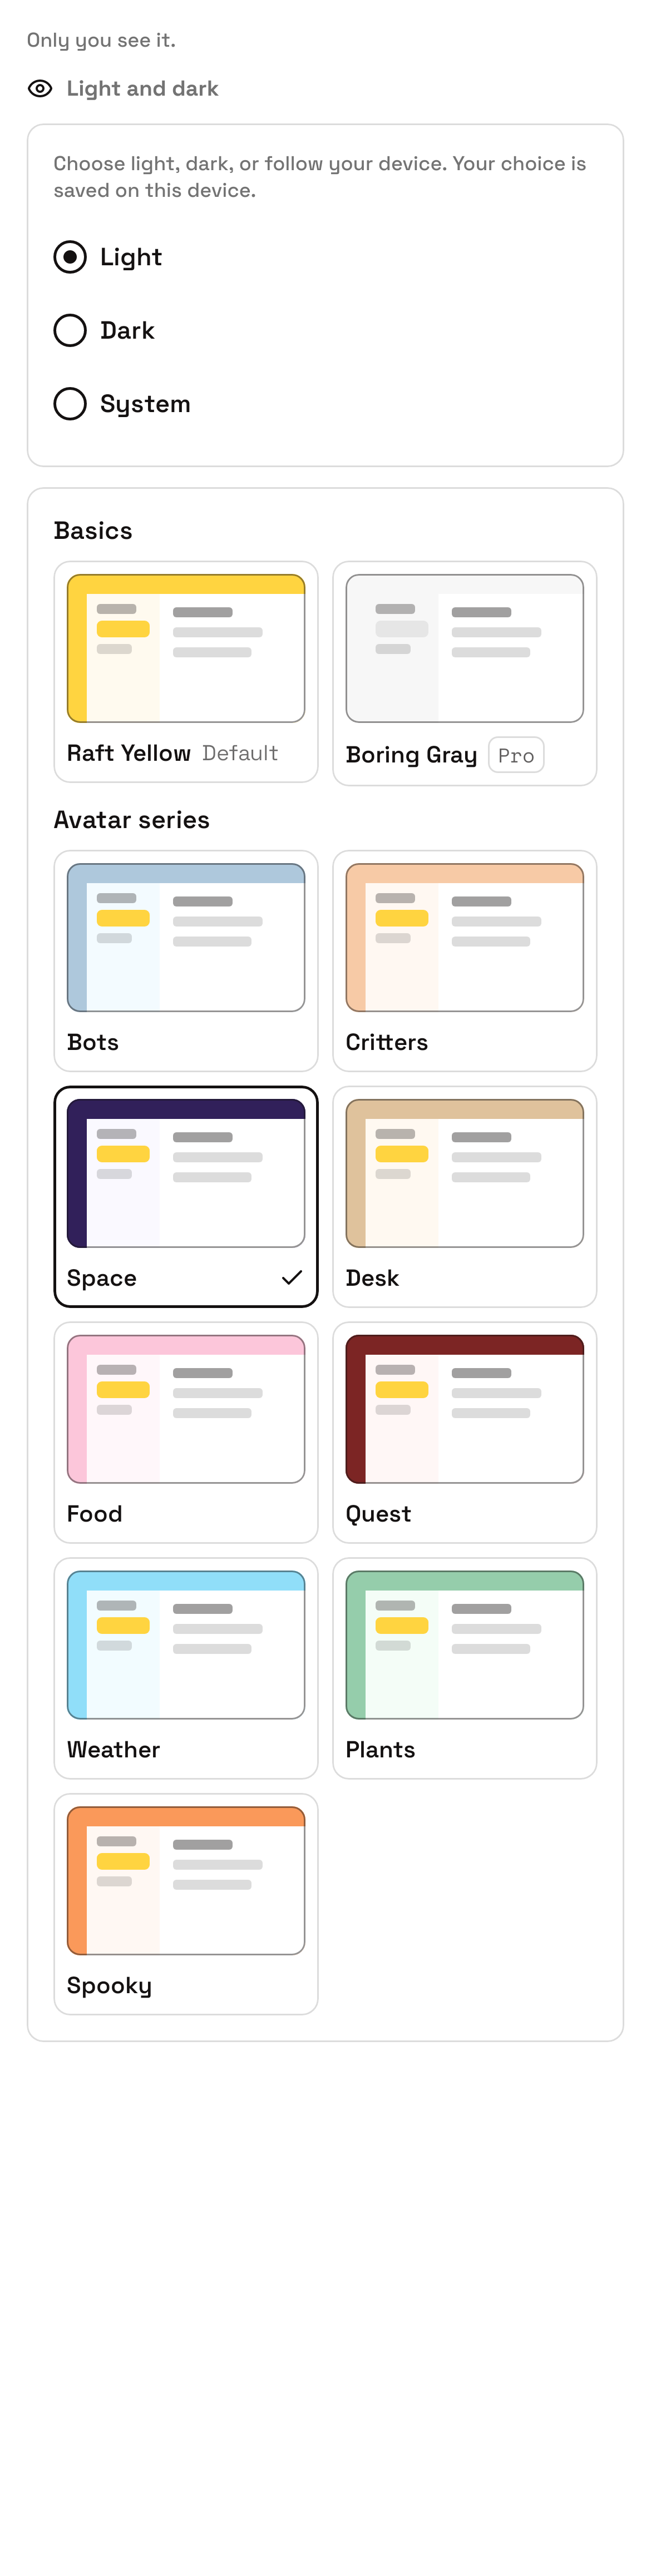 Only you see it.
Light and dark
Choose light, dark, or follow your device. Your choice is
saved on this device.
Light
Dark
System
Basics
Raft Yellow Default
Boring Gray Pro
Avatar series
Bots
Critters
Space
Desk
Food
Quest
Weather
Plants
Spooky